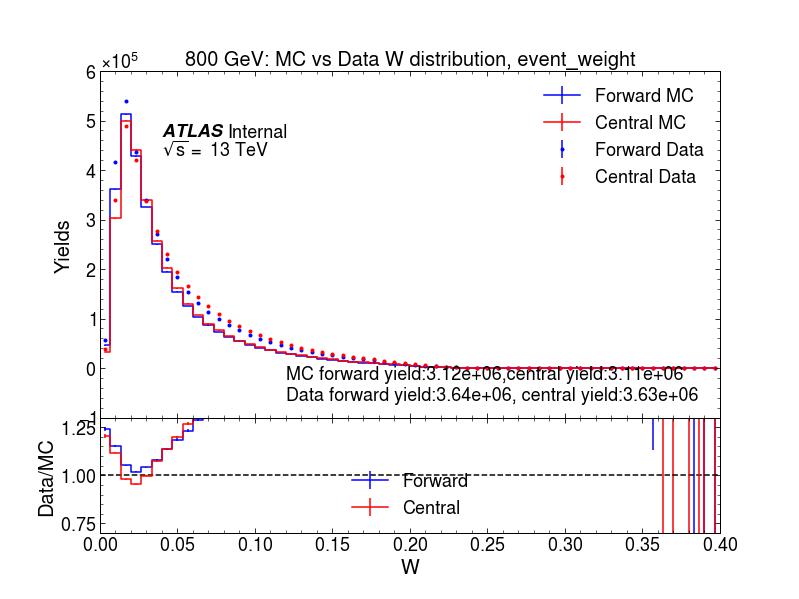 800 GeV: MC vs Data W distribution, event_weight
×10⁵
6
5
4
3
2
1
0
−1
Yields
ATLAS Internal
√s = 13 TeV
Forward MC
Central MC
Forward Data
Central Data
MC forward yield:3.12e+06,central yield:3.11e+06
Data forward yield:3.64e+06, central yield:3.63e+06
1.25
1.00
0.75
Data/MC
Forward
Central
0.00 0.05 0.10 0.15 0.20 0.25 0.30 0.35 0.40
W